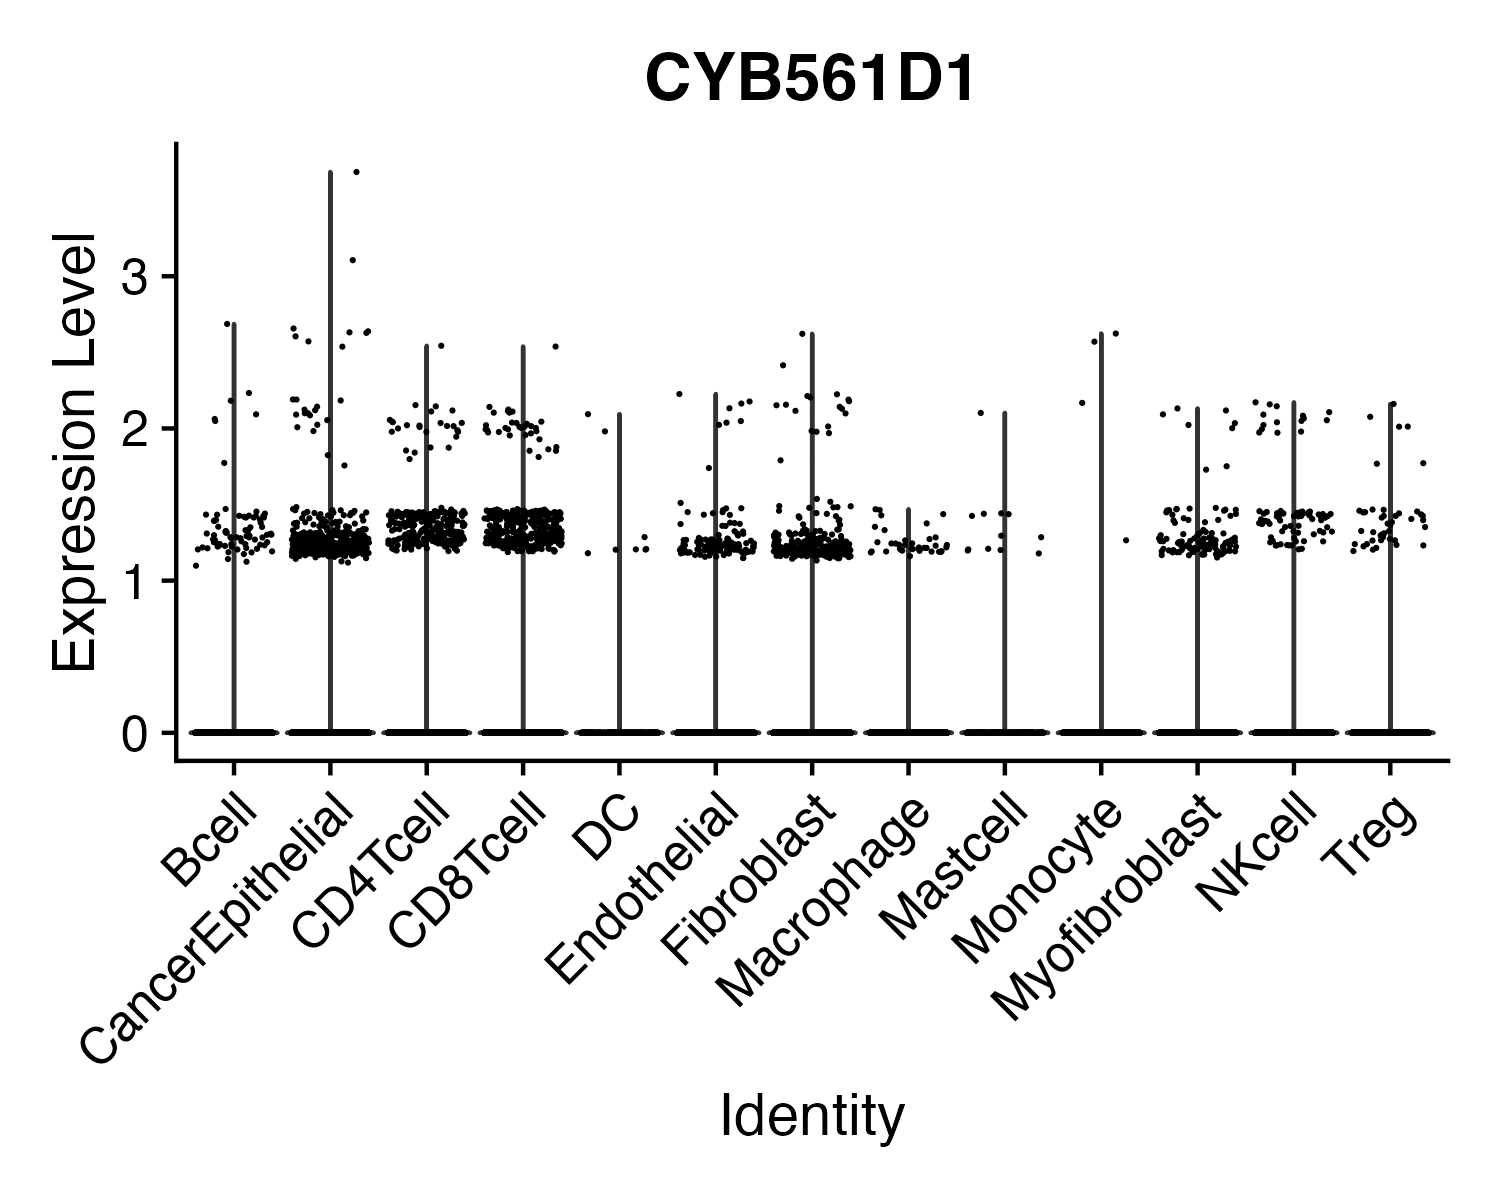 CYB561D1
Expression Level
3
2
1
0
Bcell
CancerEpithelial
CD4Tcell
CD8Tcell
DC
Endothelial
Fibroblast
Macrophage
Mastcell
Monocyte
Myofibroblast
NKcell
Treg
Identity